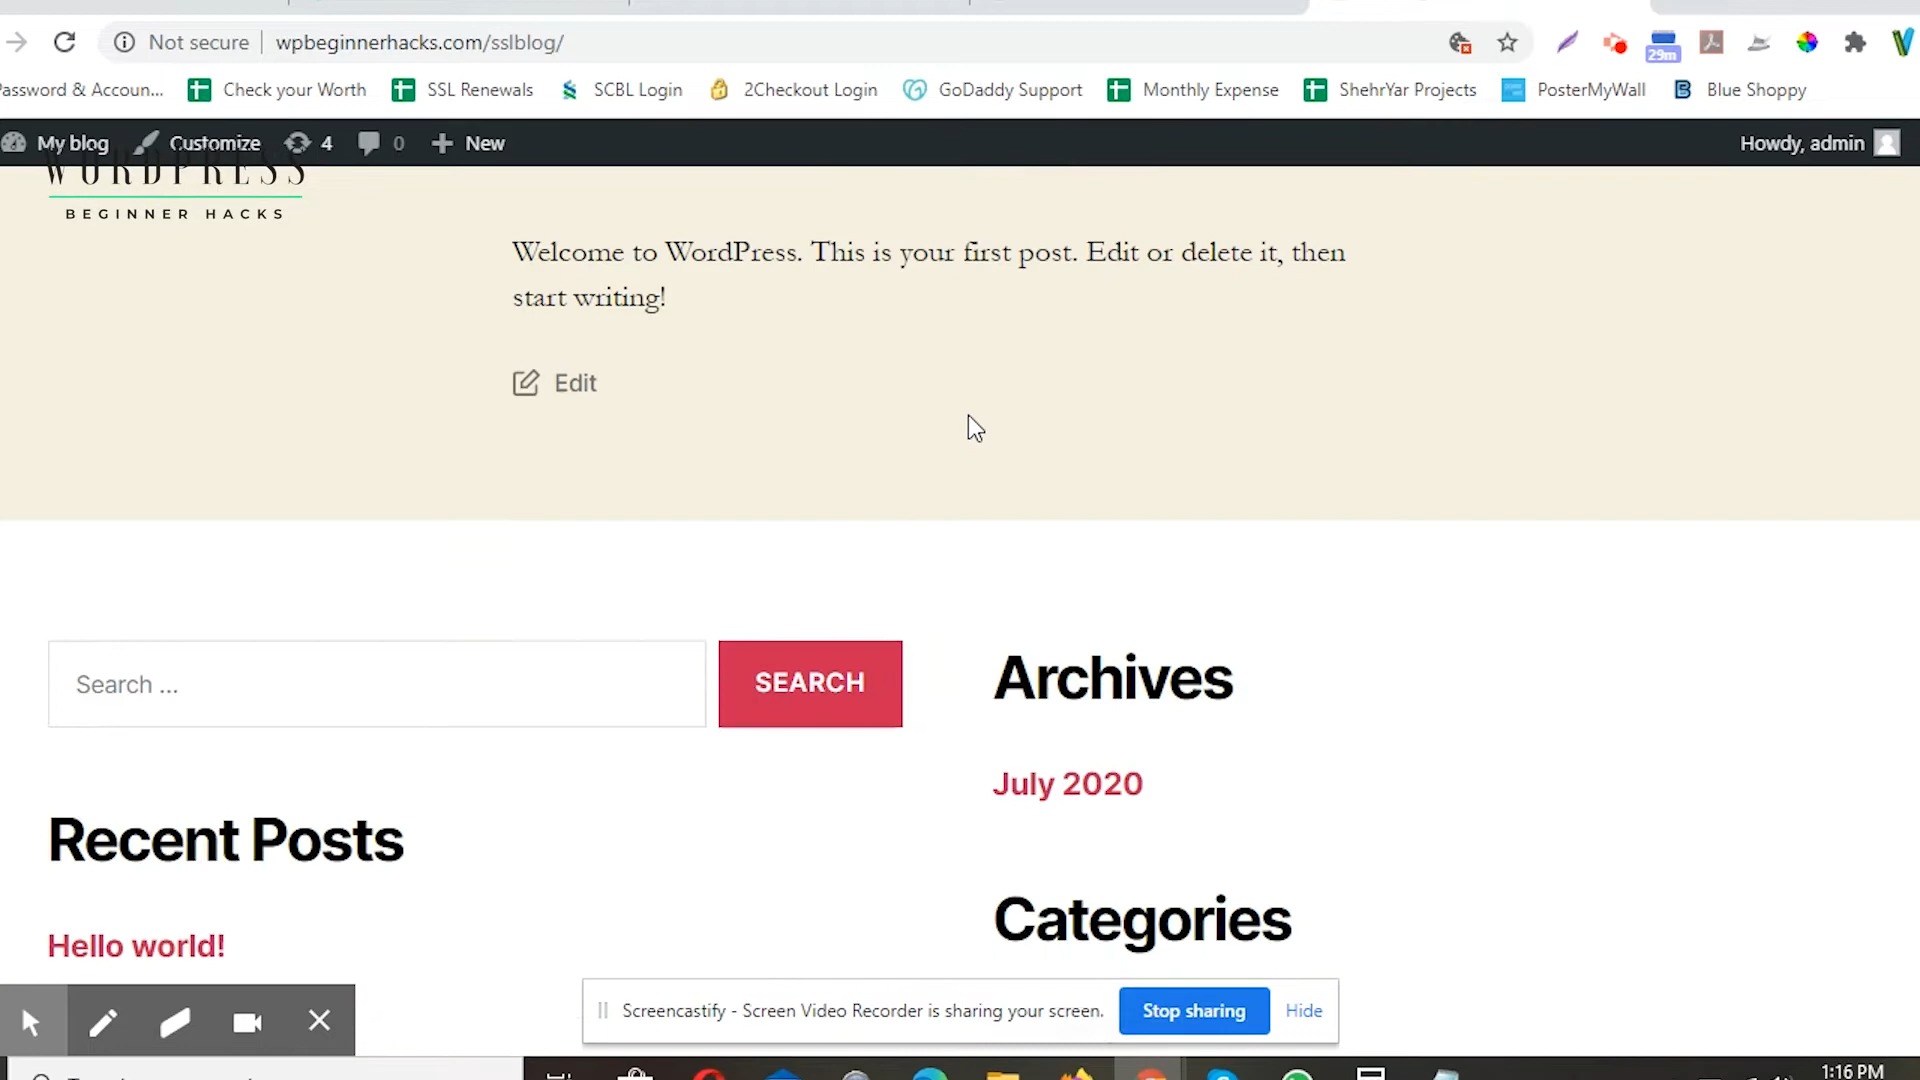 Not secure wpbeginnerhacks.com/sslblog/
29m
assword & Accoun... Check your Worth SSL Renewals SCBL Login 2Checkout Login GoDaddy Support Monthly Expense ShehrYar Projects PosterMyWall Blue Shoppy
My blog Customize 4 0 New Howdy, admin
WORDPRESS
BEGINNER HACKS
Welcome to WordPress. This is your first post. Edit or delete it, then
start writing!
Edit
Search ...
SEARCH
Archives
July 2020
Recent Posts
Categories
Hello world!
Screencastify - Screen Video Recorder is sharing your screen. Stop sharing Hide
1:16 PM